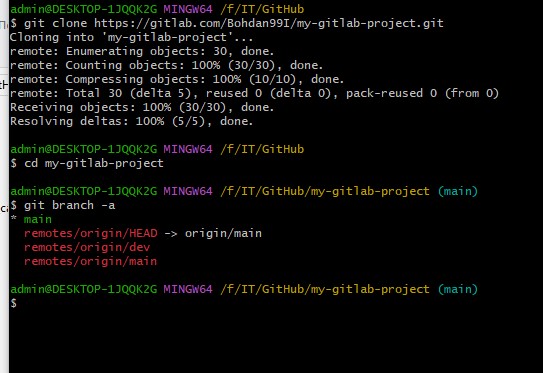 admin@DESKTOP-1JQQK2G MINGW64 /f/IT/GitHub
$ git clone https://gitlab.com/Bohdan99I/my-gitlab-project.git
Cloning into 'my-gitlab-project'...
remote: Enumerating objects: 30, done.
remote: Counting objects: 100% (30/30), done.
remote: Compressing objects: 100% (10/10), done.
remote: Total 30 (delta 5), reused 0 (delta 0), pack-reused 0 (from 0)
Receiving objects: 100% (30/30), done.
Resolving deltas: 100% (5/5), done.
admin@DESKTOP-1JQQK2G MINGW64 /f/IT/GitHub
$ cd my-gitlab-project
admin@DESKTOP-1JQQK2G MINGW64 /f/IT/GitHub/my-gitlab-project (main)
$ git branch -a
* main
remotes/origin/HEAD -> origin/main
remotes/origin/dev
remotes/origin/main
admin@DESKTOP-1JQQK2G MINGW64 /f/IT/GitHub/my-gitlab-project (main)
$